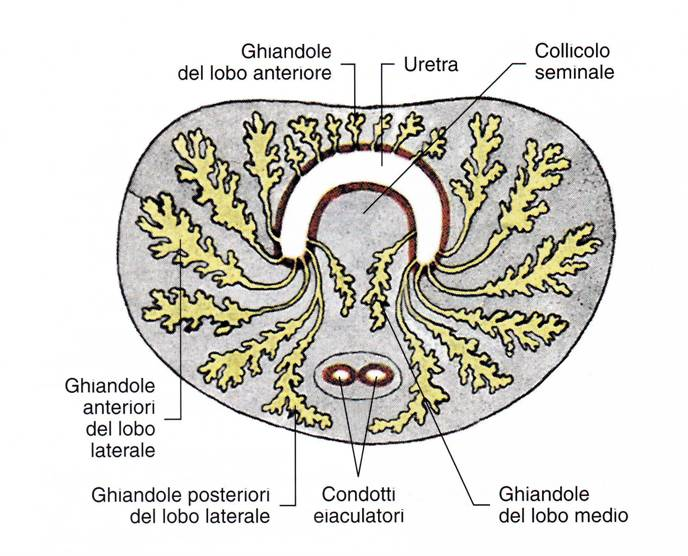 Ghiandole
del lobo anteriore
Uretra
Collicolo
seminale
Ghiandole
anteriori
del lobo
laterale
Ghiandole posteriori
del lobo laterale
Condotti
eiaculatori
Ghiandole
del lobo medio